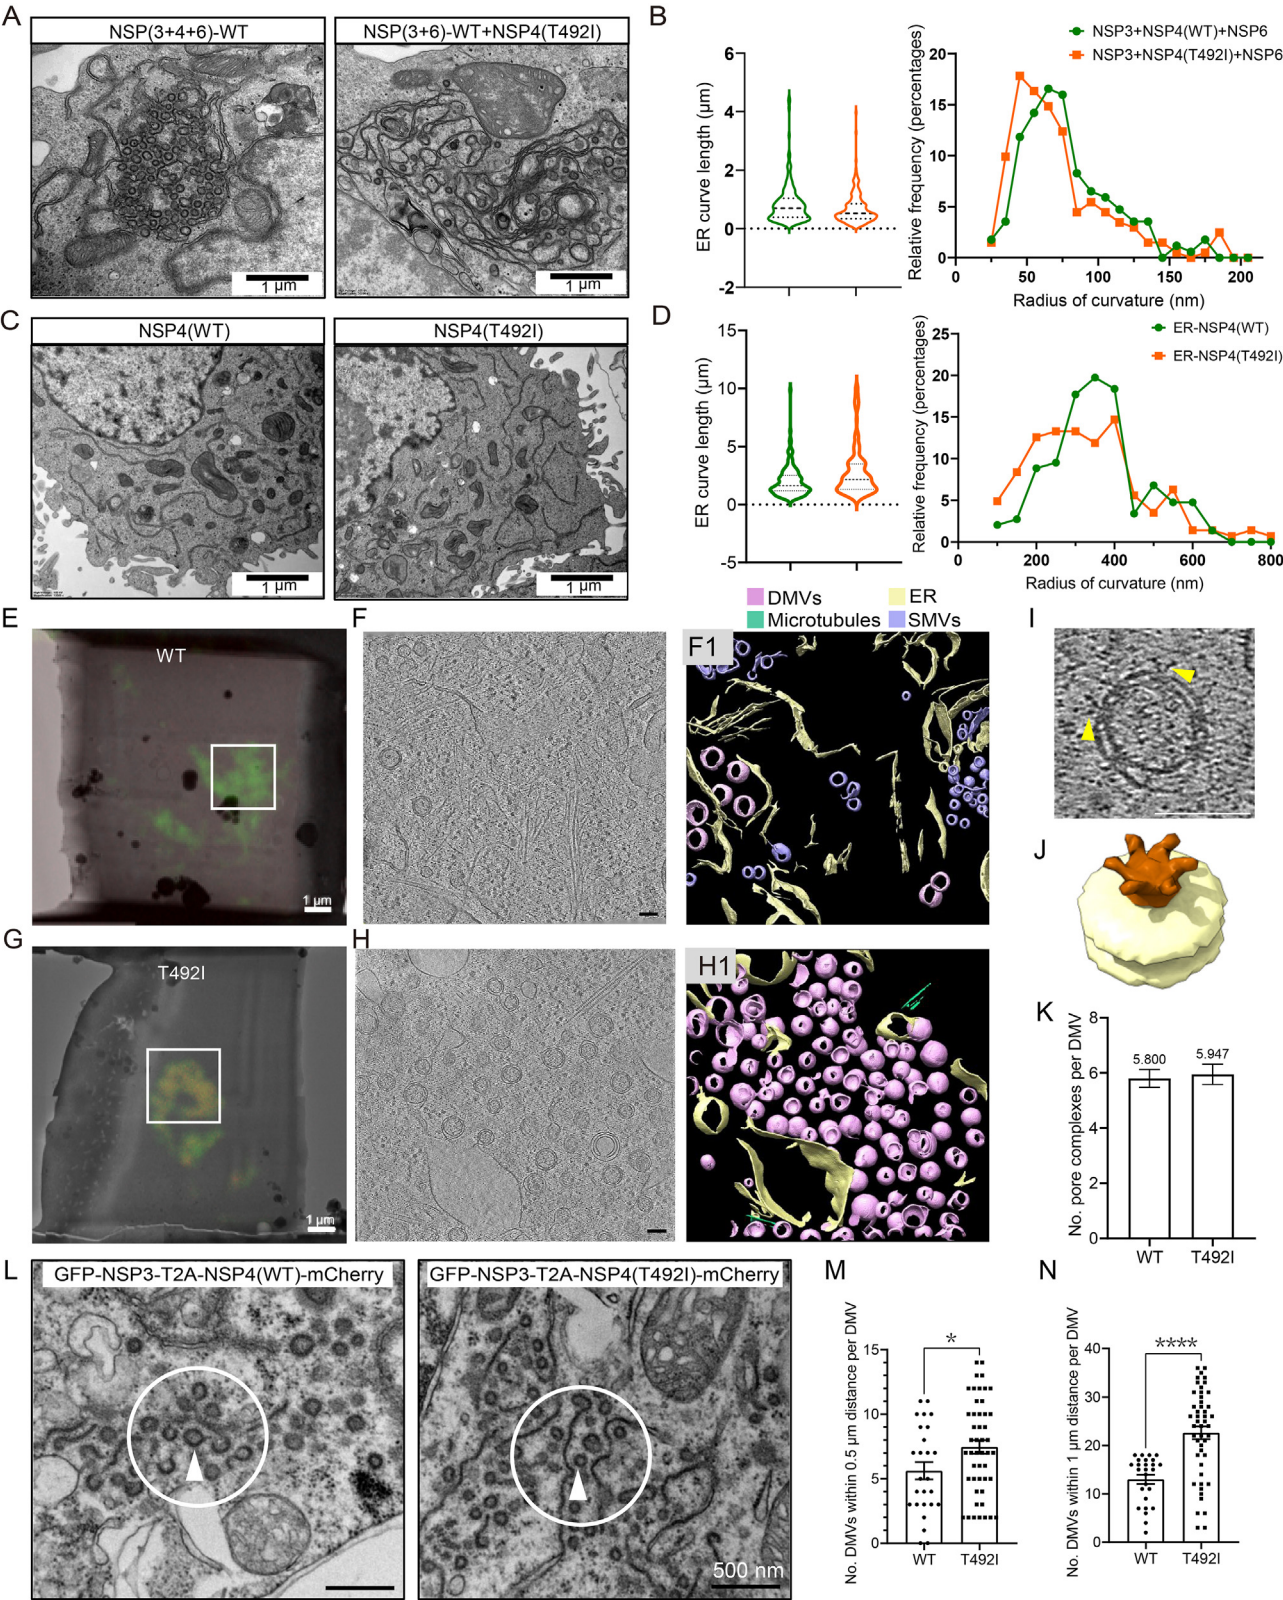 A
NSP(3+4+6)-WT
NSP(3+6)-WT+NSP4(T492I)
1 µm
1 µm
B
ER curve length (µm)
6
4
2
0
-2
NSP3+NSP4(WT)+NSP6
NSP3+NSP4(T492I)+NSP6
Relative frequency (percentages)
20
15
10
5
0
0
50
100
150
200
Radius of curvature (nm)
C
NSP4(WT)
NSP4(T492I)
1 µm
1 µm
D
ER curve length (µm)
15
10
5
0
-5
ER-NSP4(WT)
ER-NSP4(T492I)
Relative frequency (percentages)
25
20
15
10
5
0
0
200
400
600
800
Radius of curvature (nm)
DMVs
ER
Microtubules
SMVs
E
WT
1 µm
F
F1
G
T492I
1 µm
H
H1
I
J
K
No. pore complexes per DMV
8
6
4
2
0
5.800
5.947
WT
T492I
L
GFP-NSP3-T2A-NSP4(WT)-mCherry
GFP-NSP3-T2A-NSP4(T492I)-mCherry
500 nm
M
No. DMVs within 0.5 µm distance per DMV
15
10
5
0
*
WT
T492I
N
No. DMVs within 1 µm distance per DMV
40
30
20
10
0
****
WT
T492I